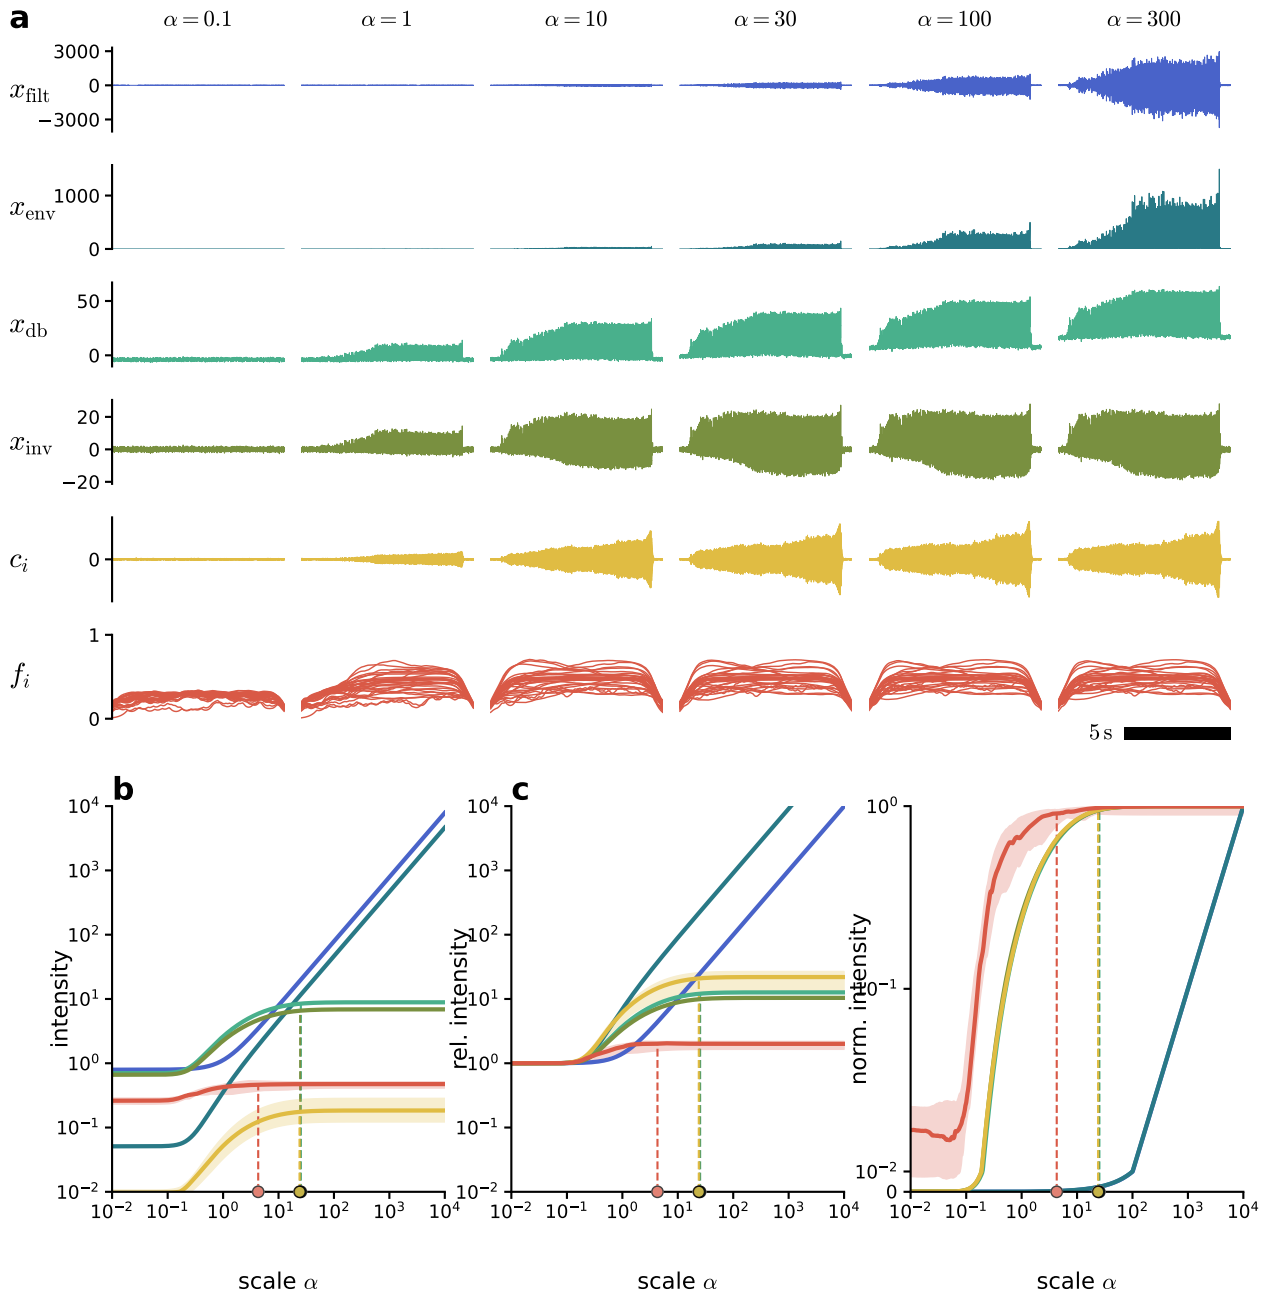 a
α = 0.1 α = 1 α = 10 α = 30 α = 100 α = 300
x_filt 3000 0 −3000
x_env 1000 0
x_db 50 0
x_inv 20 0 −20
c_i 0
f_i 1 0
5 s
b c
intensity 10^4 10^3 10^2 10^1 10^0 10^−1 10^−2
10^−2 10^−1 10^0 10^1 10^2 10^3 10^4
scale α
rel. intensity 10^4 10^3 10^2 10^1 10^0 10^−1 10^−2
10^−2 10^−1 10^0 10^1 10^2 10^3 10^4
scale α
norm. intensity 10^0 10^−1 10^−2 0
10^−2 10^−1 10^0 10^1 10^2 10^3 10^4
scale α